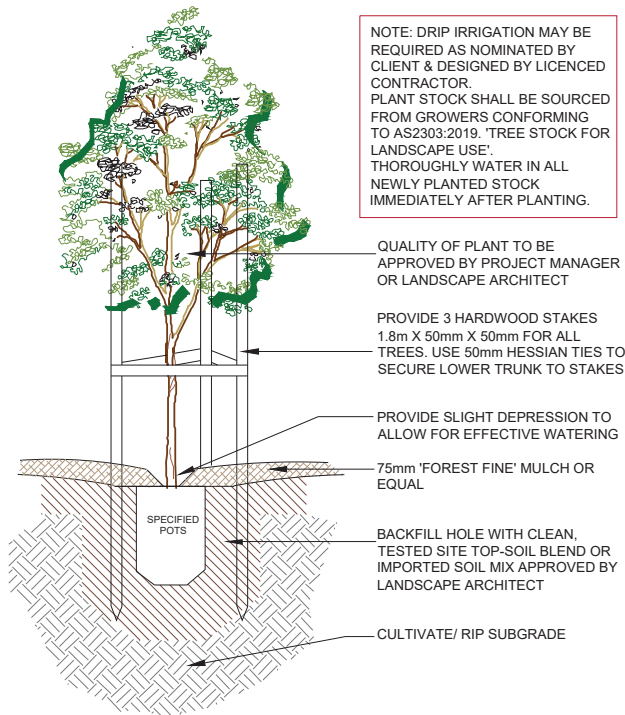 NOTE: DRIP IRRIGATION MAY BE
REQUIRED AS NOMINATED BY
CLIENT & DESIGNED BY LICENCED
CONTRACTOR.
PLANT STOCK SHALL BE SOURCED
FROM GROWERS CONFORMING
TO AS2303:2019. 'TREE STOCK FOR
LANDSCAPE USE'.
THOROUGHLY WATER IN ALL
NEWLY PLANTED STOCK
IMMEDIATELY AFTER PLANTING.
QUALITY OF PLANT TO BE
APPROVED BY PROJECT MANAGER
OR LANDSCAPE ARCHITECT
PROVIDE 3 HARDWOOD STAKES
1.8m X 50mm X 50mm FOR ALL
TREES. USE 50mm HESSIAN TIES TO
SECURE LOWER TRUNK TO STAKES
PROVIDE SLIGHT DEPRESSION TO
ALLOW FOR EFFECTIVE WATERING
75mm 'FOREST FINE' MULCH OR
EQUAL
SPECIFIED
POTS
BACKFILL HOLE WITH CLEAN,
TESTED SITE TOP-SOIL BLEND OR
IMPORTED SOIL MIX APPROVED BY
LANDSCAPE ARCHITECT
CULTIVATE/ RIP SUBGRADE